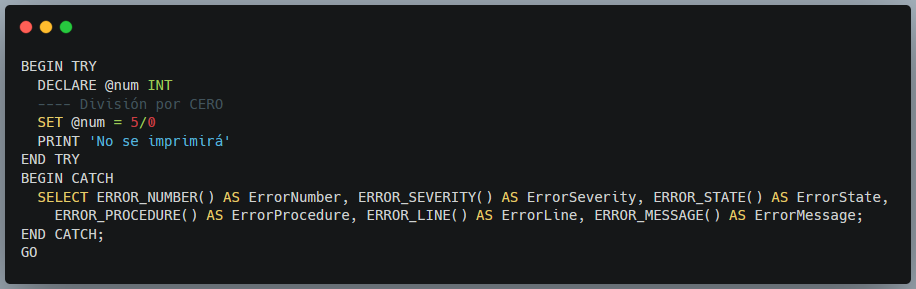 BEGIN TRY
  DECLARE @num INT
  ---- División por CERO
  SET @num = 5/0
  PRINT 'No se imprimirá'
END TRY
BEGIN CATCH
  SELECT ERROR_NUMBER() AS ErrorNumber, ERROR_SEVERITY() AS ErrorSeverity, ERROR_STATE() AS ErrorState,
    ERROR_PROCEDURE() AS ErrorProcedure, ERROR_LINE() AS ErrorLine, ERROR_MESSAGE() AS ErrorMessage;
END CATCH;
GO